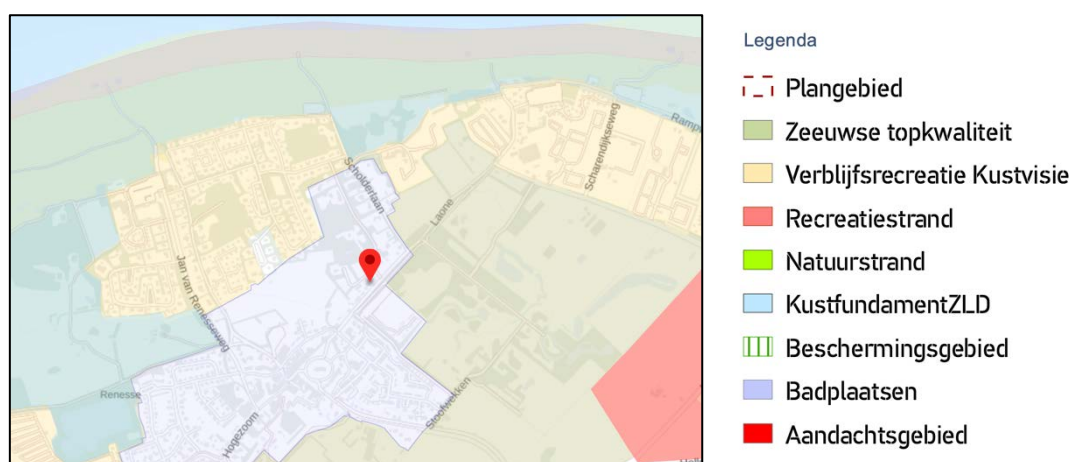 Scharendijkseweg
Ramp
Scholderlaan
Laone
Jan van Renesseweg
Renesse
Hogezoom
Stoofwekken
Legenda
Plangebied
Zeeuwse topkwaliteit
Verblijfsrecreatie Kustvisie
Recreatiestrand
Natuurstrand
KustfundamentZLD
Beschermingsgebied
Badplaatsen
Aandachtsgebied